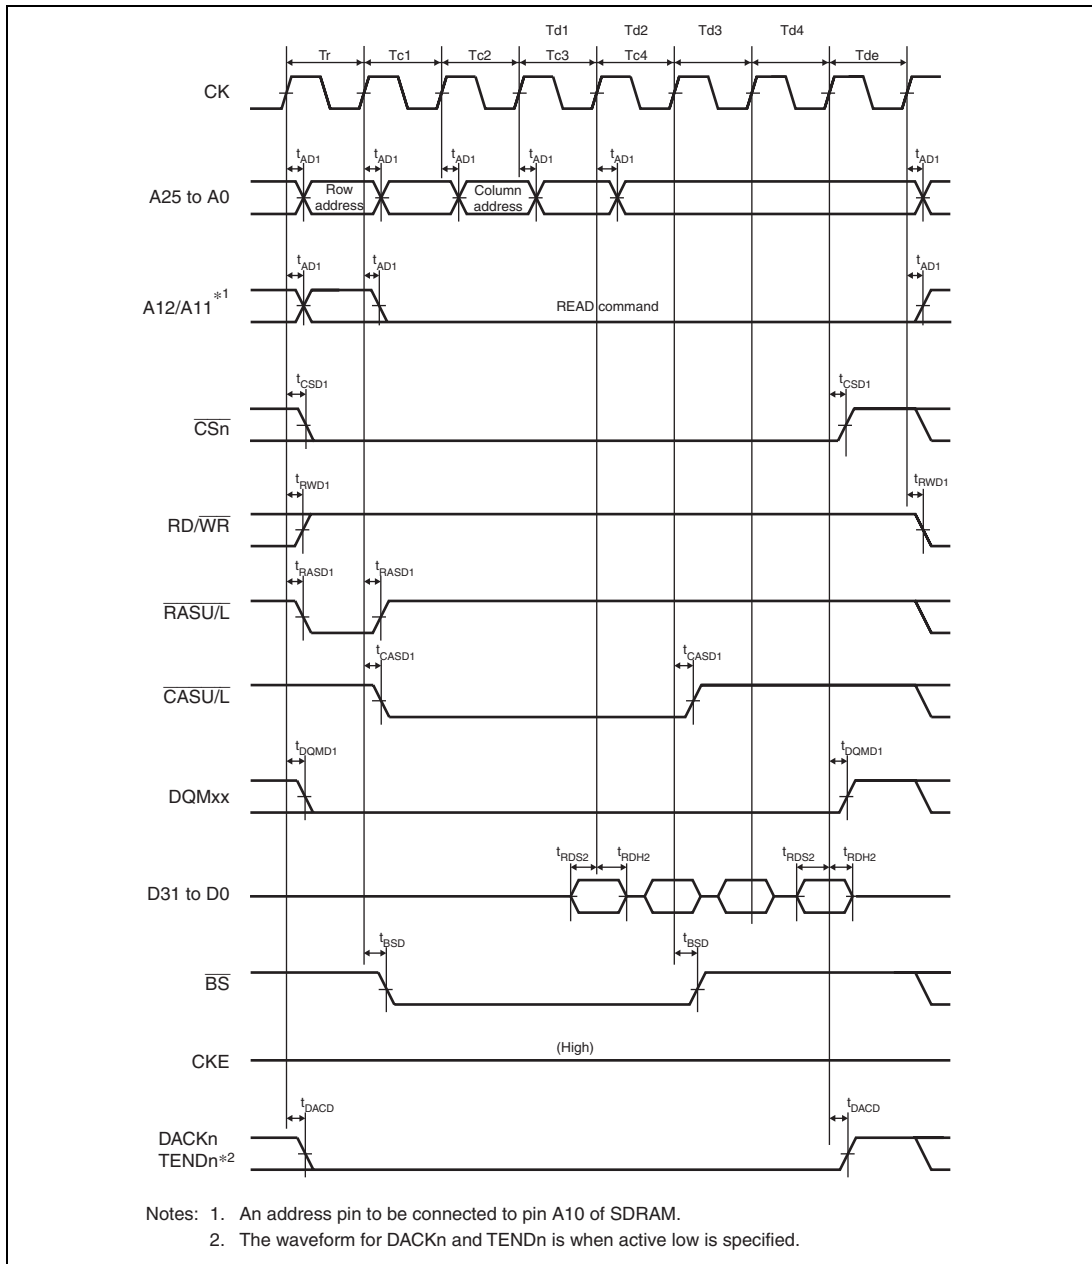 Td1 Td2 Td3 Td4
Tr Tc1 Tc2 Tc3 Tc4 Tde
CK
tAD1 tAD1 tAD1 tAD1 tAD1 tAD1
A25 to A0
Row address
Column address
tAD1 tAD1 tAD1
A12/A11*1
READ command
tCSD1 tCSD1
CSn
tRWD1 tRWD1
RD/WR
tRASD1 tRASD1
RASU/L
tCASD1 tCASD1
CASU/L
tDQMD1 tDQMD1
DQMxx
tRDS2 tRDH2 tRDS2 tRDH2
D31 to D0
tBSD tBSD
BS
(High)
CKE
tDACD tDACD
DACKn
TENDn*2
Notes: 1. An address pin to be connected to pin A10 of SDRAM.
2. The waveform for DACKn and TENDn is when active low is specified.